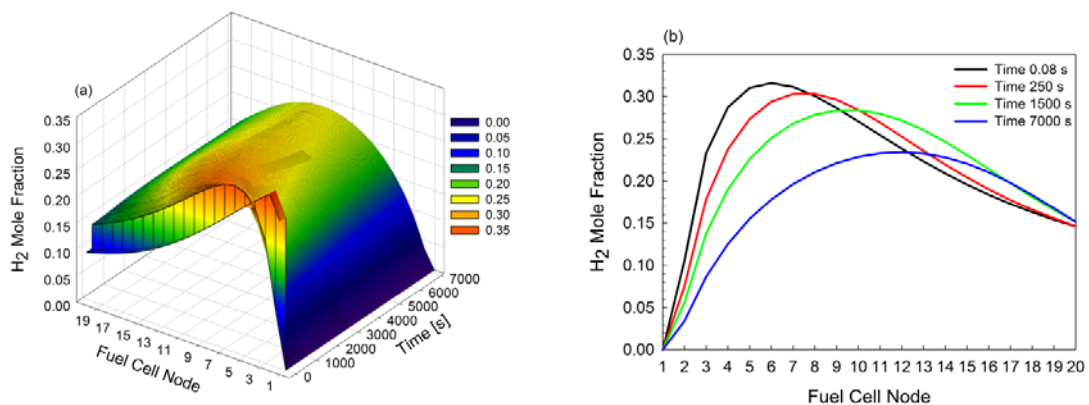 (a)
H2 Mole Fraction
0.35
0.30
0.25
0.20
0.15
0.10
0.05
0.00
19 17 15 13 11 9 7 5 3 1
Fuel Cell Node
0 1000 2000 3000 4000 5000 6000 7000
Time [s]
0.00
0.05
0.10
0.15
0.20
0.25
0.30
0.35
(b)
H2 Mole Fraction
0.35
0.30
0.25
0.20
0.15
0.10
0.05
0.00
Time 0.08 s
Time 250 s
Time 1500 s
Time 7000 s
1 2 3 4 5 6 7 8 9 10 11 12 13 14 15 16 17 18 19 20
Fuel Cell Node